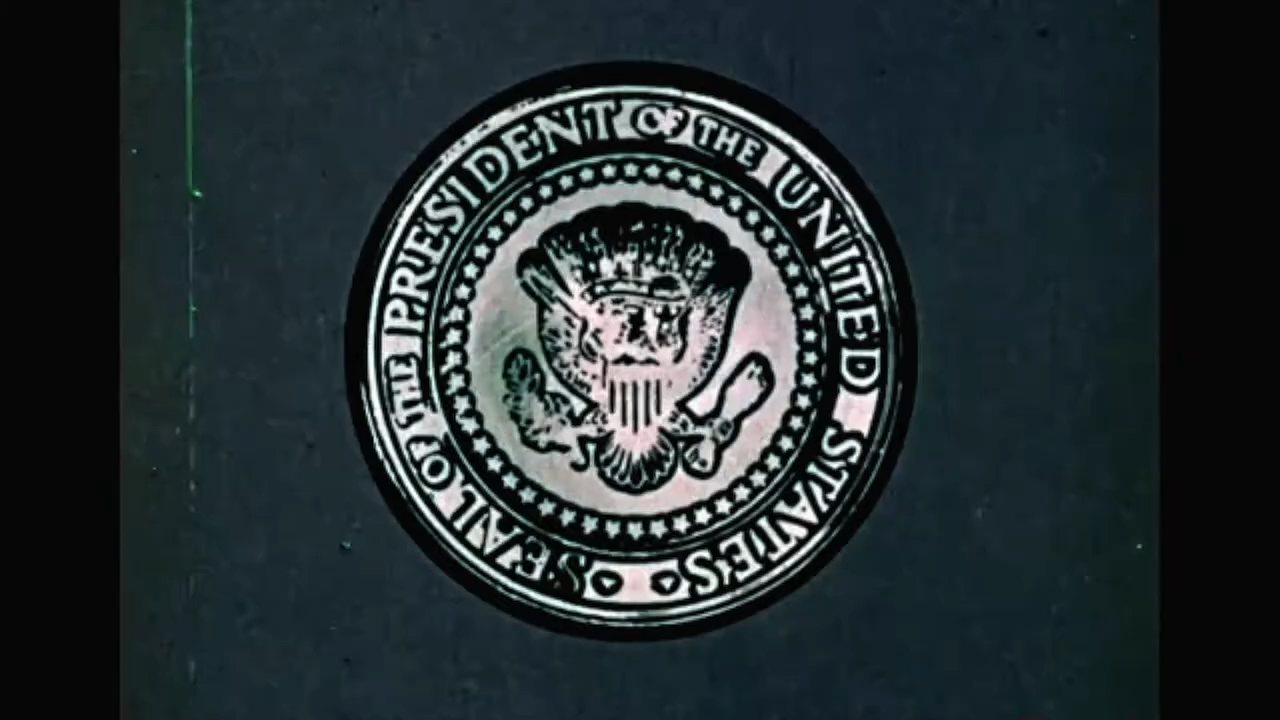 SEAL OF THE PRESIDENT OF THE UNITED STATES